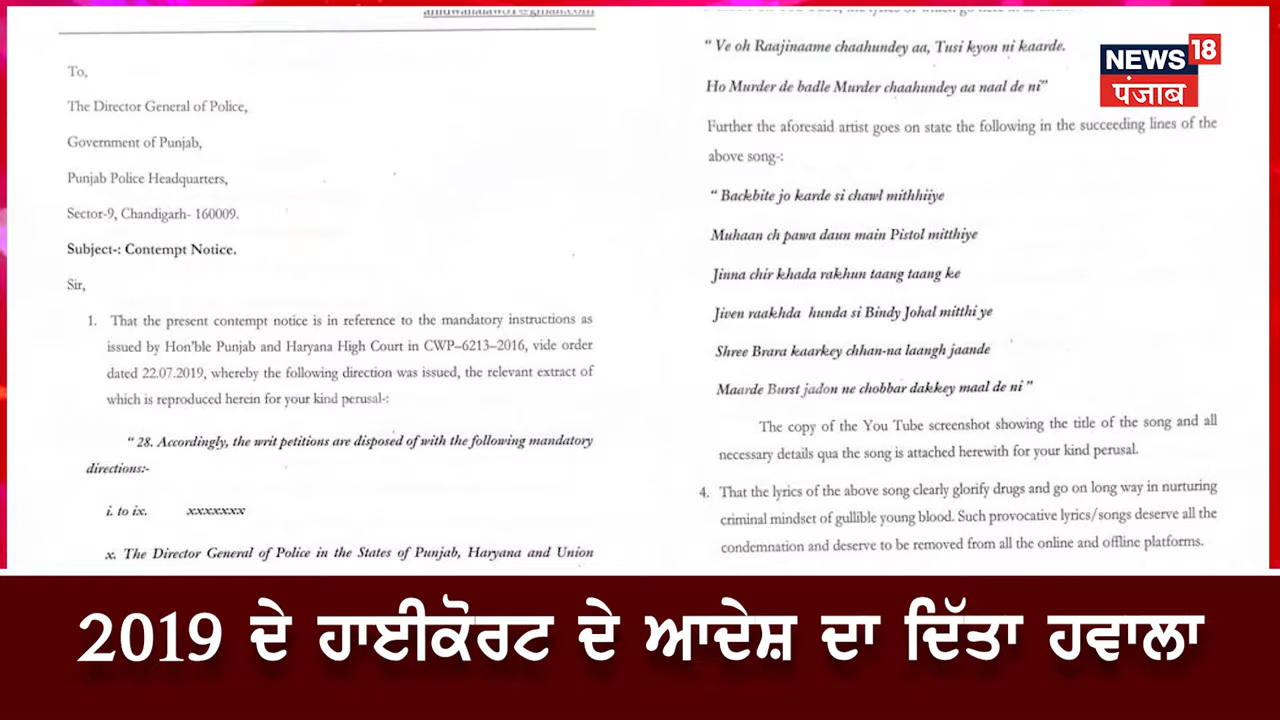 To,
The Director General of Police,
Government of Punjab,
Punjab Police Headquarters,
Sector-9, Chandigarh- 160009.
Subject-: Contempt Notice.
Sir,
1. That the present contempt notice is in reference to the mandatory instructions as
issued by Hon'ble Punjab and Haryana High Court in CWP–6213–2016, vide order
dated 22.07.2019, whereby the following direction was issued, the relevant extract of
which is reproduced herein for your kind perusal-:
" 28. Accordingly, the writ petitions are disposed of with the following mandatory
directions:-
i. to ix. xxxxxxx
x. The Director General of Police in the States of Punjab, Haryana and Union
" Ve oh Raajinaame chaahundey aa, Tusi kyon ni kaarde.
Ho Murder de badle Murder chaahundey aa naal de ni"
Further the aforesaid artist goes on state the following in the succeeding lines of the
above song-:
" Backbite jo karde si chawl mithhiiye
Muhaan ch pawa daun main Pistol mitthiye
Jinna chir khada rakhun taang taang ke
Jiven raakhda hunda si Bindy Johal mitthi ye
Shree Brara kaarkey chhan-na laangh jaande
Maarde Burst jadon ne chobbar dakkey maal de ni "
The copy of the You Tube screenshot showing the title of the song and all
necessary details qua the song is attached herewith for your kind perusal.
4. That the lyrics of the above song clearly glorify drugs and go on long way in nurturing
criminal mindset of gullible young blood. Such provocative lyrics/songs deserve all the
condemnation and deserve to be removed from all the online and offline platforms.
NEWS 18
ਪੰਜਾਬ
2019 ਦੇ ਹਾਈਕੋਰਟ ਦੇ ਆਦੇਸ਼ ਦਾ ਦਿੱਤਾ ਹਵਾਲਾ